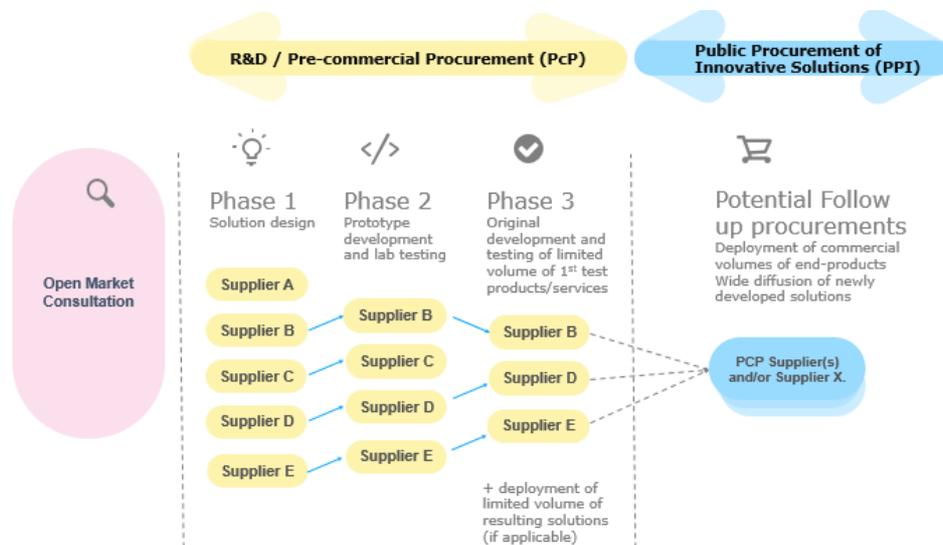 R&D / Pre-commercial Procurement (PcP)
Public Procurement of
Innovative Solutions (PPI)
Open Market
Consultation
</>
Phase 1
Solution design
Supplier A
Supplier B
Supplier C
Supplier D
Supplier E
Phase 2
Prototype
development
and lab testing
Supplier B
Supplier C
Supplier D
Supplier E
Phase 3
Original
development and
testing of limited
volume of 1st test
products/services
Supplier B
Supplier D
Supplier E
+ deployment of
limited volume of
resulting solutions
(if applicable)
Potential Follow
up procurements
Deployment of commercial
volumes of end-products
Wide diffusion of newly
developed solutions
PCP Supplier(s)
and/or Supplier X.